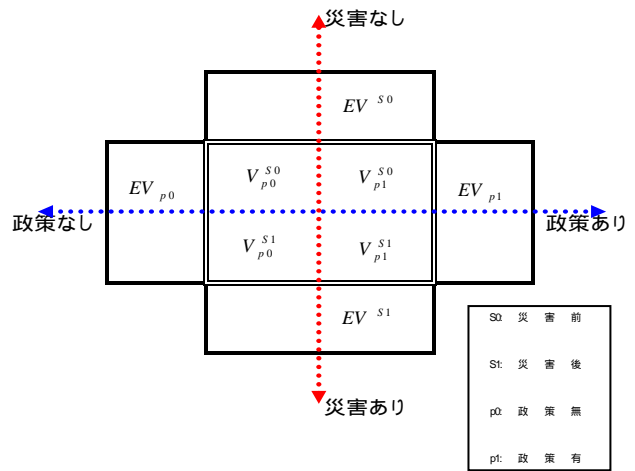 災害なし
EV S0
EV p0
V S0 p0
V S0 p1
EV p1
政策なし
政策あり
V S1 p0
V S1 p1
EV S1
災害あり
S0: 災害前
S1: 災害後
p0: 政策無
p1: 政策有